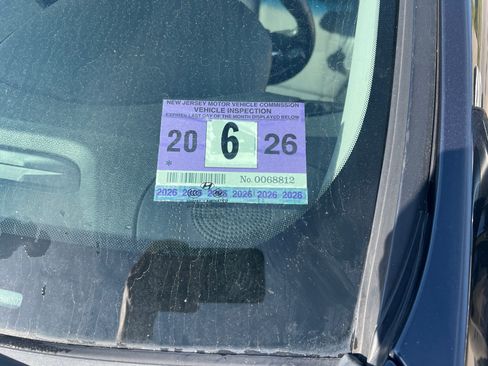 NEW JERSEY MOTOR VEHICLE COMMISSION
VEHICLE INSPECTION
EXPIRES LAST DAY OF THE MONTH DISPLAYED BELOW
20 6 26
*
No. 0068812
2026 2026 2026 2026 2026 2026